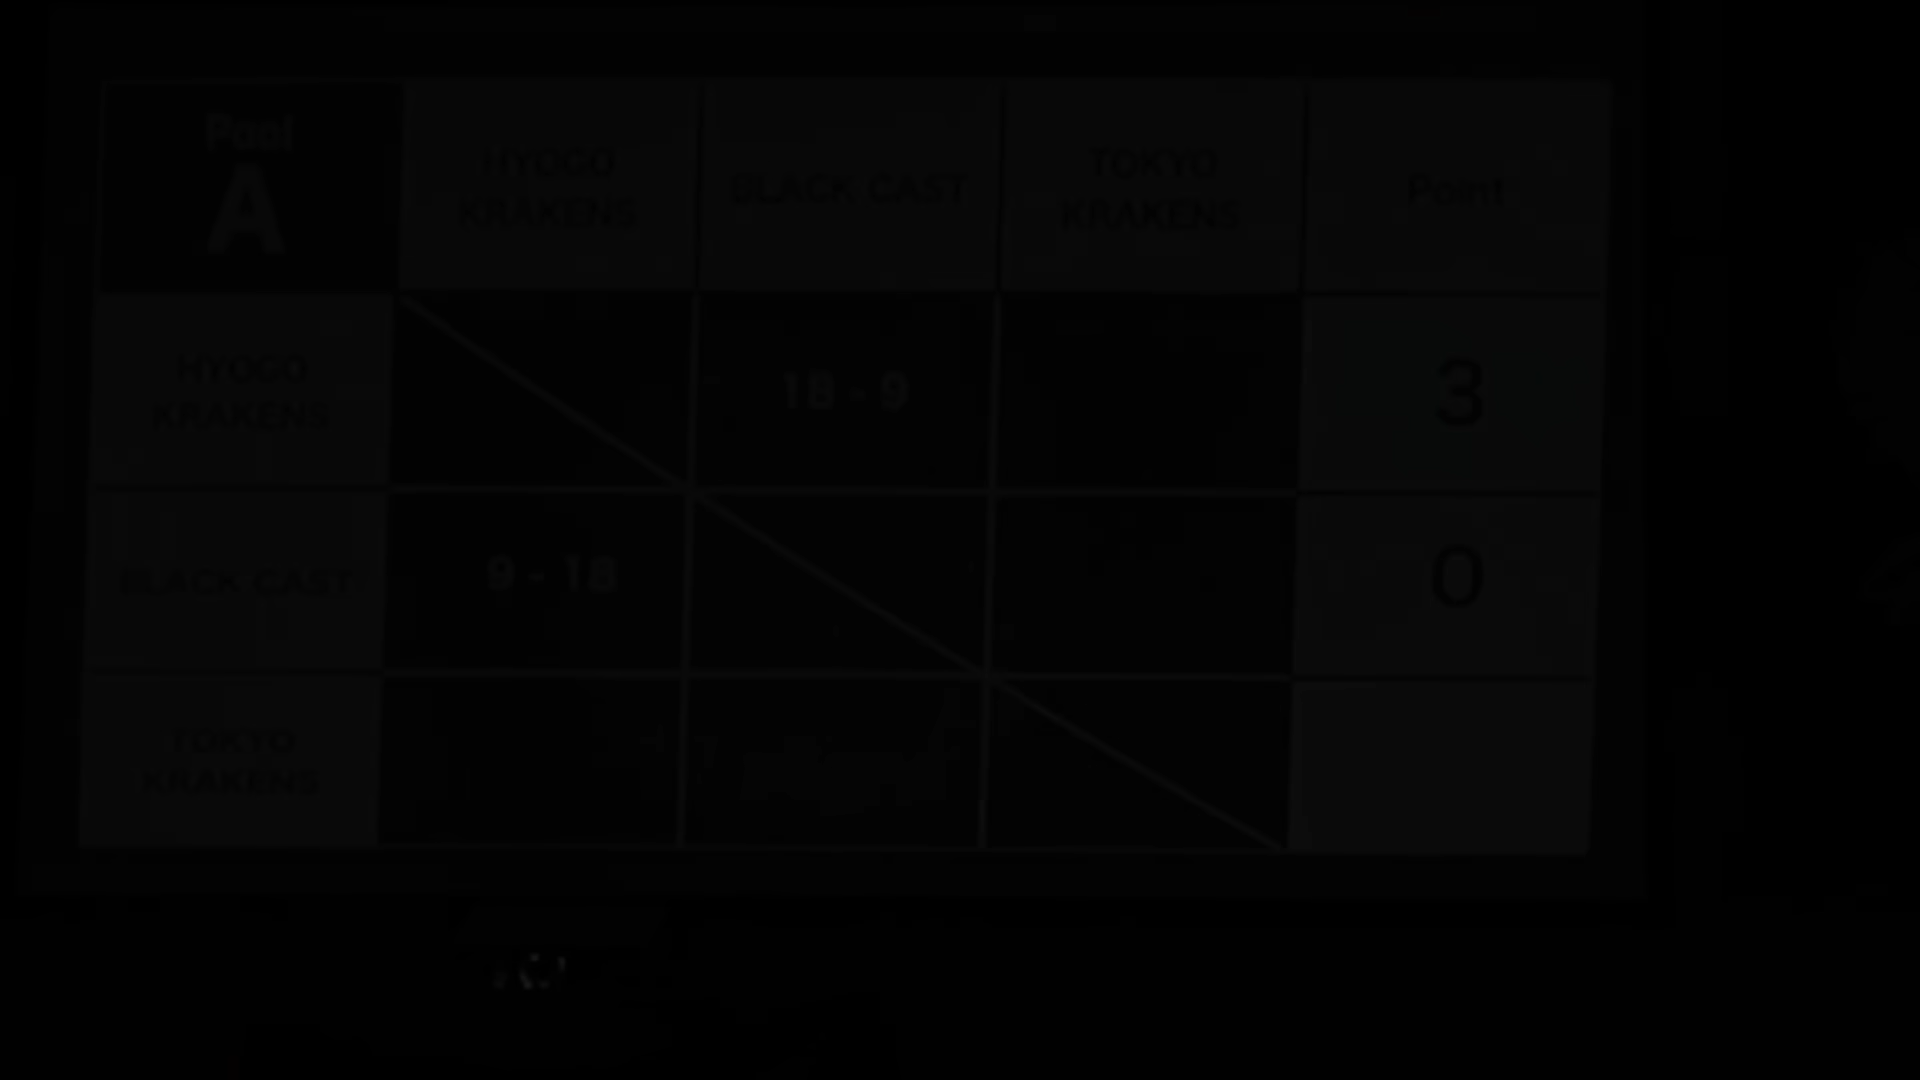 Pool
A
HYOGO
KRAKENS
BLACK CAST
TOKYO
KRAKENS
Point
HYOGO
KRAKENS
18 - 9
3
BLACK CAST
9 - 18
0
TOKYO
KRAKENS